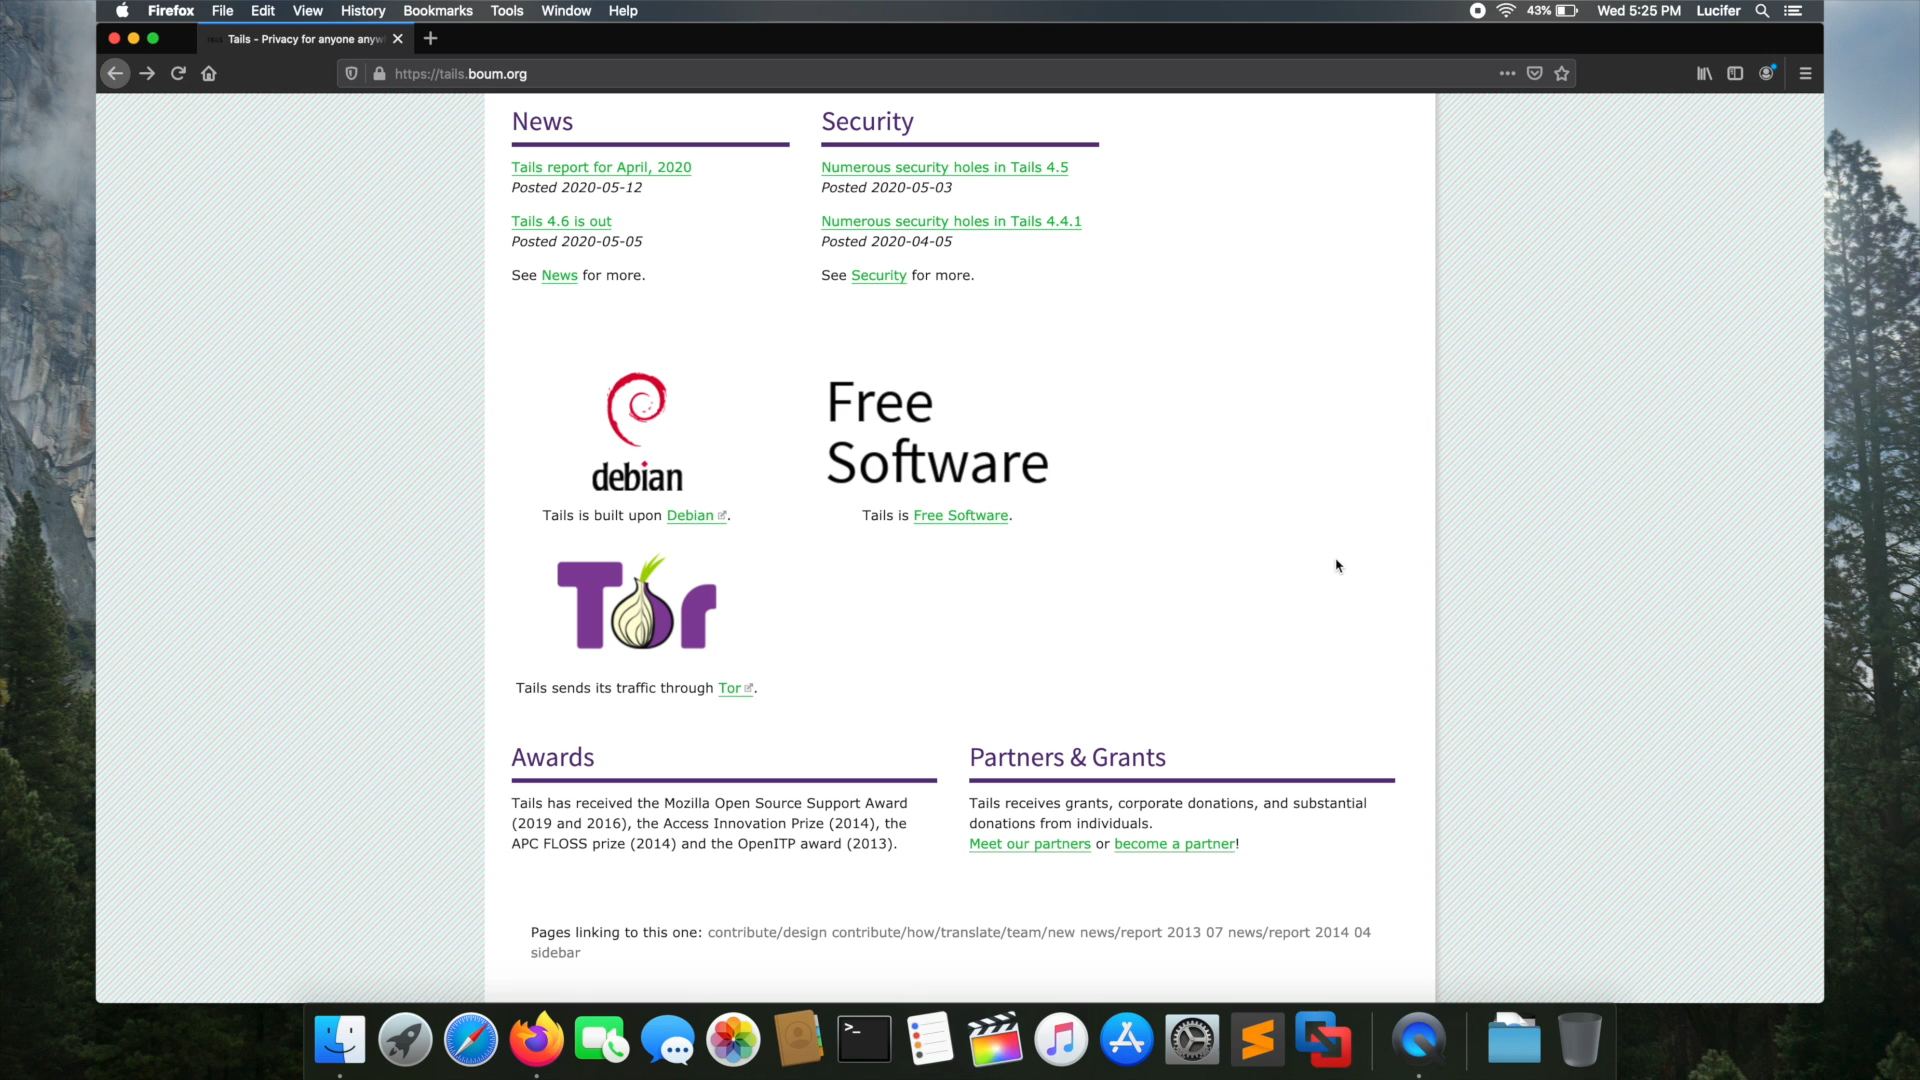 Firefox File Edit View History Bookmarks Tools Window Help 43% Wed 5:25 PM Lucifer
Tails - Privacy for anyone anyw
https://tails.boum.org
News
Tails report for April, 2020
Posted 2020-05-12
Tails 4.6 is out
Posted 2020-05-05
See News for more.
Security
Numerous security holes in Tails 4.5
Posted 2020-05-03
Numerous security holes in Tails 4.4.1
Posted 2020-04-05
See Security for more.
debian
Tails is built upon Debian.
Free
Software
Tails is Free Software.
Tor
Tails sends its traffic through Tor.
Awards
Tails has received the Mozilla Open Source Support Award
(2019 and 2016), the Access Innovation Prize (2014), the
APC FLOSS prize (2014) and the OpenITP award (2013).
Partners & Grants
Tails receives grants, corporate donations, and substantial
donations from individuals.
Meet our partners or become a partner!
Pages linking to this one: contribute/design contribute/how/translate/team/new news/report 2013 07 news/report 2014 04
sidebar